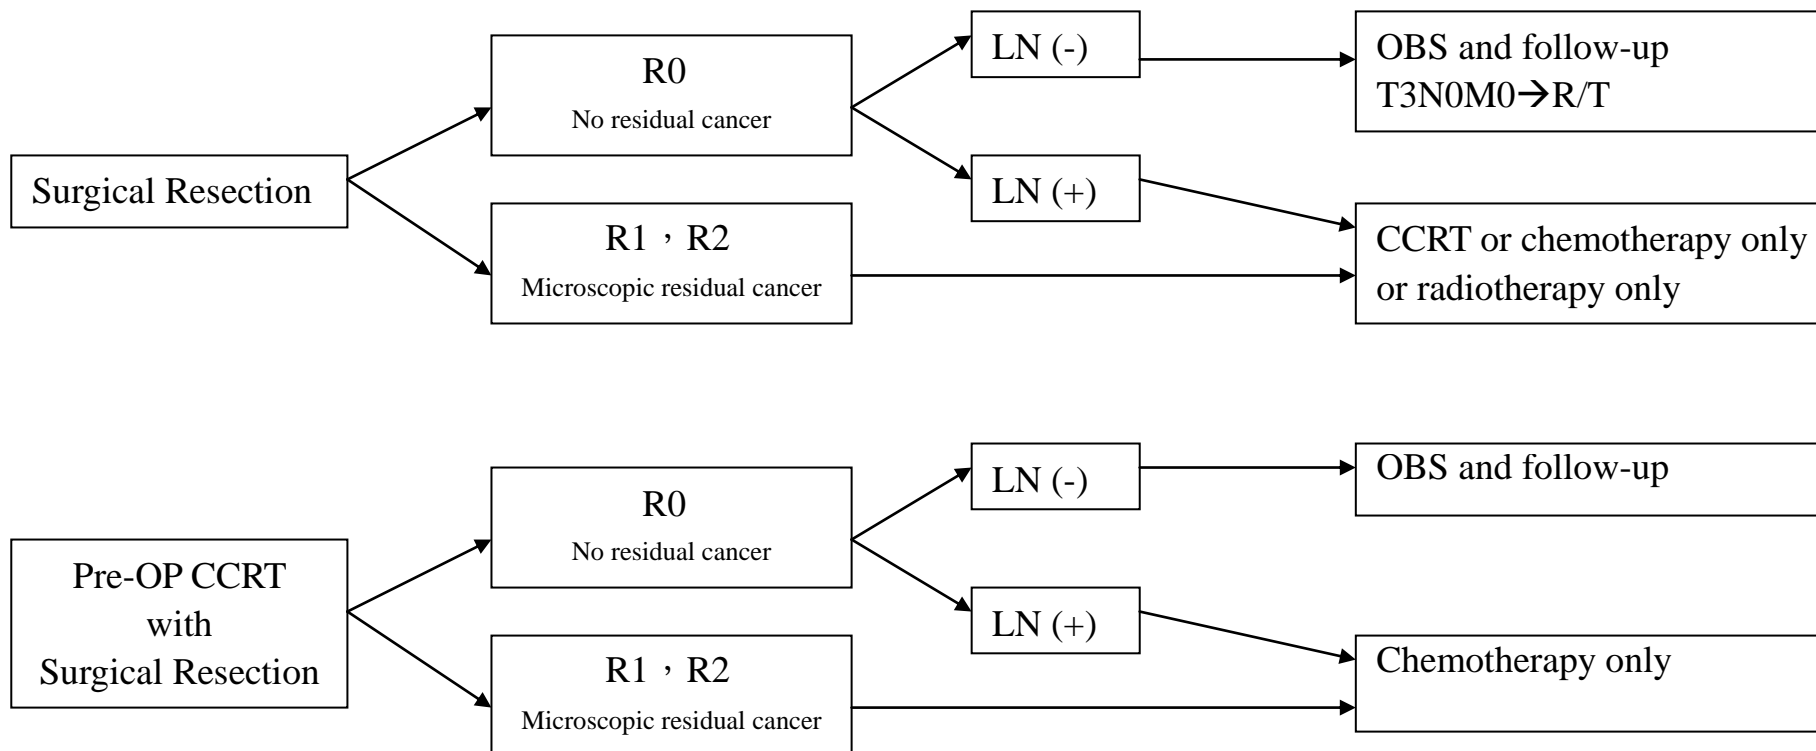 Surgical Resection
R0
No residual cancer
R1，R2
Microscopic residual cancer
LN (-)
LN (+)
OBS and follow-up
T3N0M0→R/T
CCRT or chemotherapy only
or radiotherapy only
Pre-OP CCRT
with
Surgical Resection
R0
No residual cancer
R1，R2
Microscopic residual cancer
LN (-)
LN (+)
OBS and follow-up
Chemotherapy only